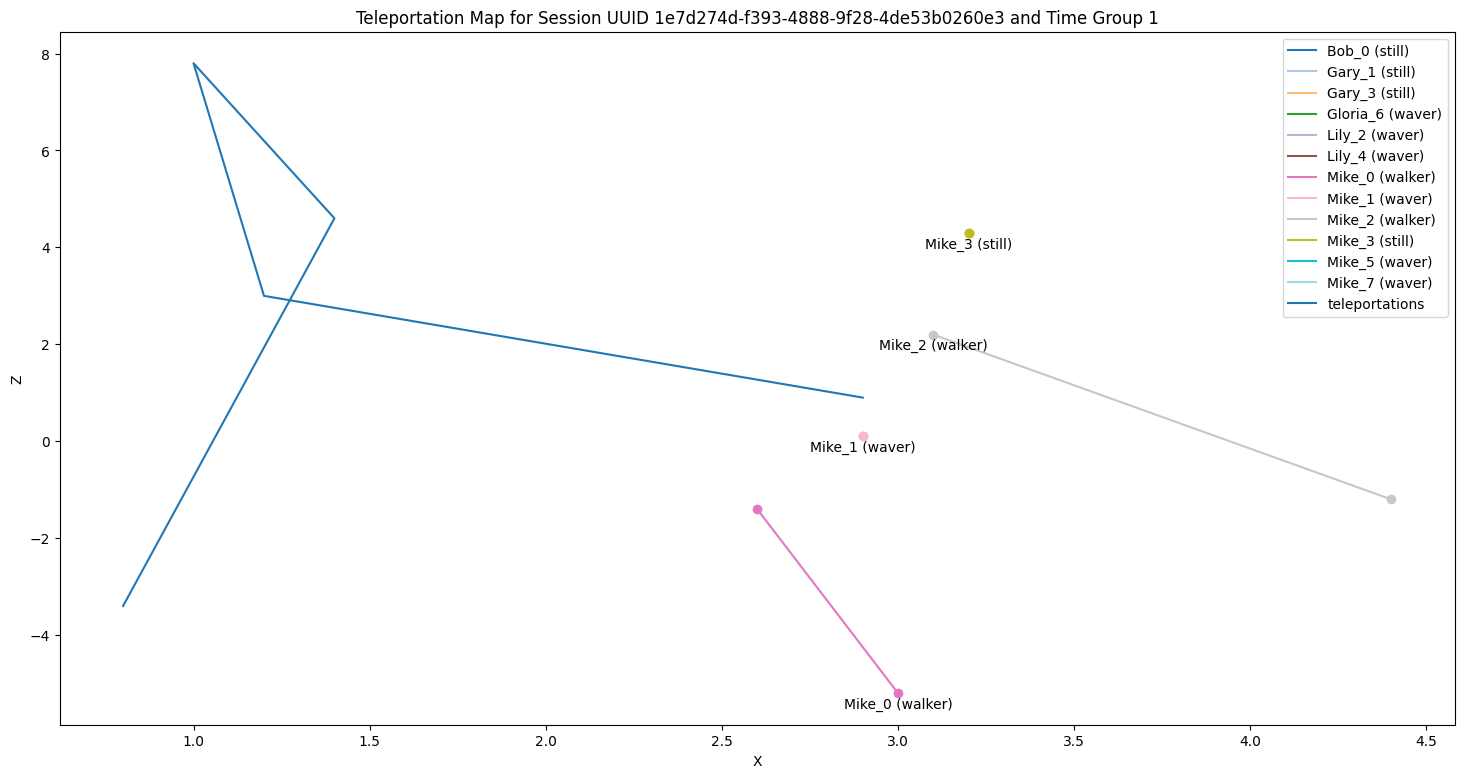 Teleportation Map for Session UUID 1e7d274d-f393-4888-9f28-4de53b0260e3 and Time Group 1
Bob_0 (still)
Gary_1 (still)
Gary_3 (still)
Gloria_6 (waver)
Lily_2 (waver)
Lily_4 (waver)
Mike_0 (walker)
Mike_1 (waver)
Mike_2 (walker)
Mike_3 (still)
Mike_5 (waver)
Mike_7 (waver)
teleportations
8
6
4
2
0
−2
−4
Z
Mike_3 (still)
Mike_2 (walker)
Mike_1 (waver)
Mike_0 (walker)
1.0 1.5 2.0 2.5 3.0 3.5 4.0 4.5
X